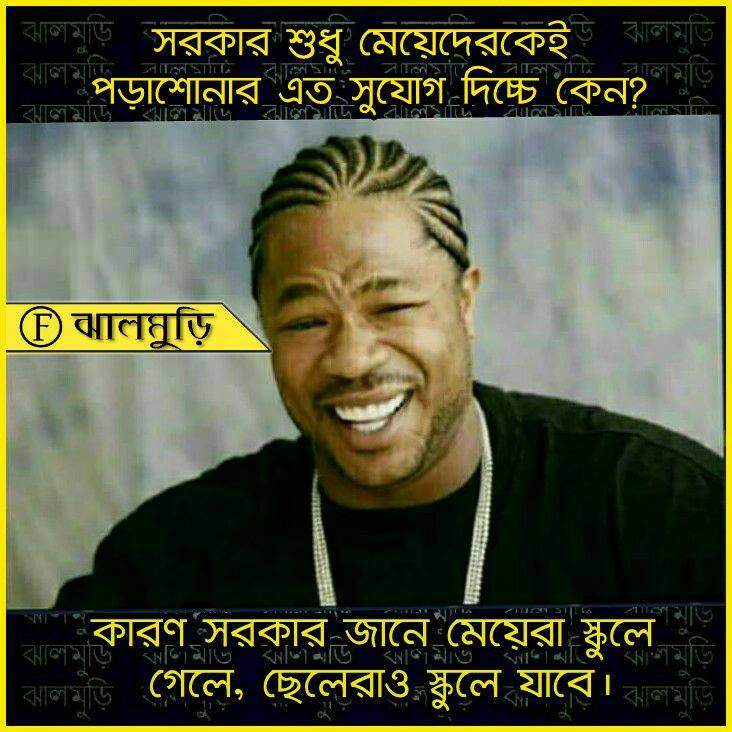 সরকার শুধু মেয়েদেরকেই
পড়াশোনার এত সুযোগ দিচ্চে কেন?
Ⓕ ঝালমুড়ি
কারণ সরকার জানে মেয়েরা স্কুলে
গেলে, ছেলেরাও স্কুলে যাবে।